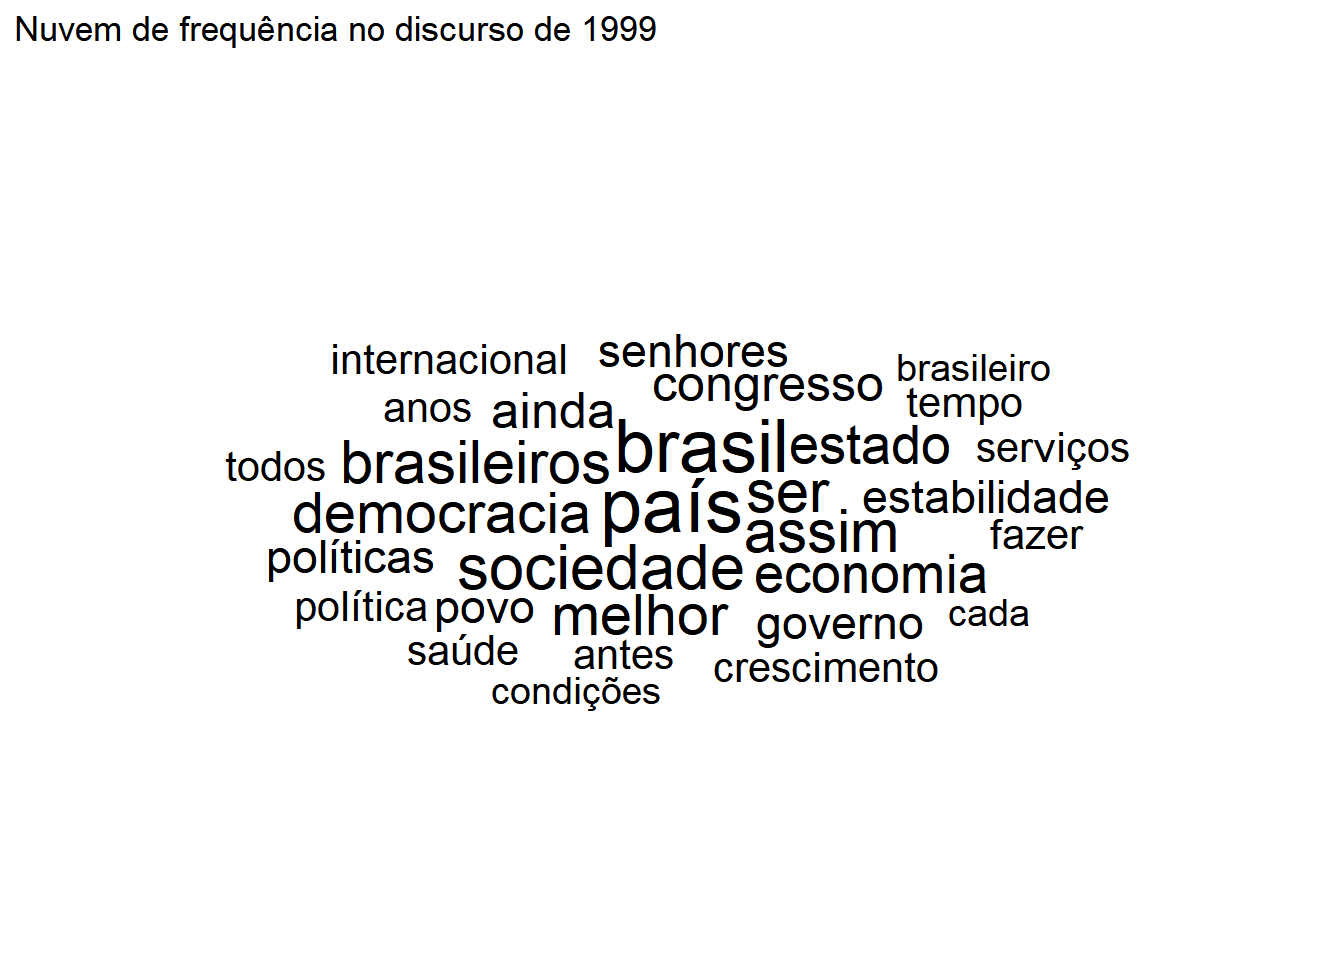 Nuvem de frequência no discurso de 1999
internacional senhores
congresso brasileiro
anos ainda tempo
brasil estado serviços
todos brasileiros
país ser estabilidade
democracia assim fazer
políticas sociedade economia
política povo melhor governo cada
saúde antes crescimento
condições